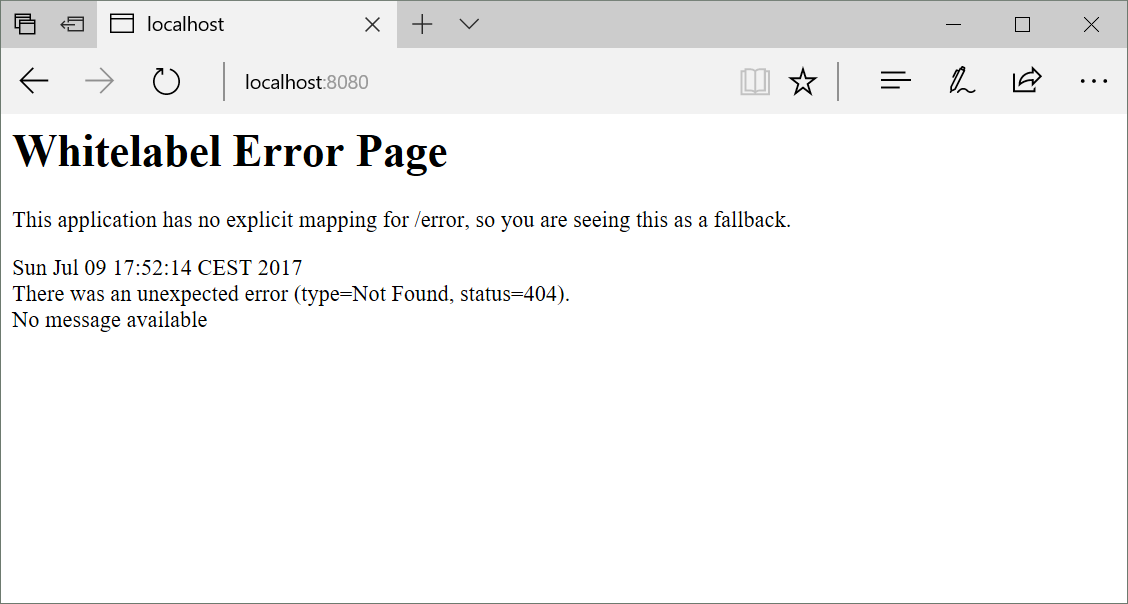 localhost
localhost:8080
Whitelabel Error Page
This application has no explicit mapping for /error, so you are seeing this as a fallback.
Sun Jul 09 17:52:14 CEST 2017
There was an unexpected error (type=Not Found, status=404).
No message available